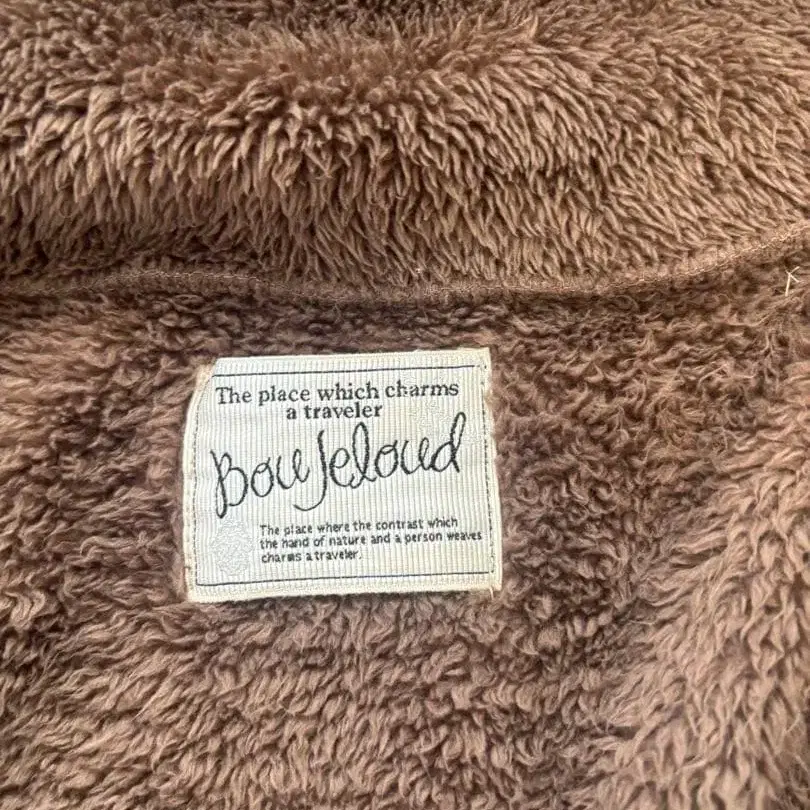 The place which charms
a traveler
Bou Jeloud
The place where the contrast which
the hand of nature and a person weaves
charms a traveler.